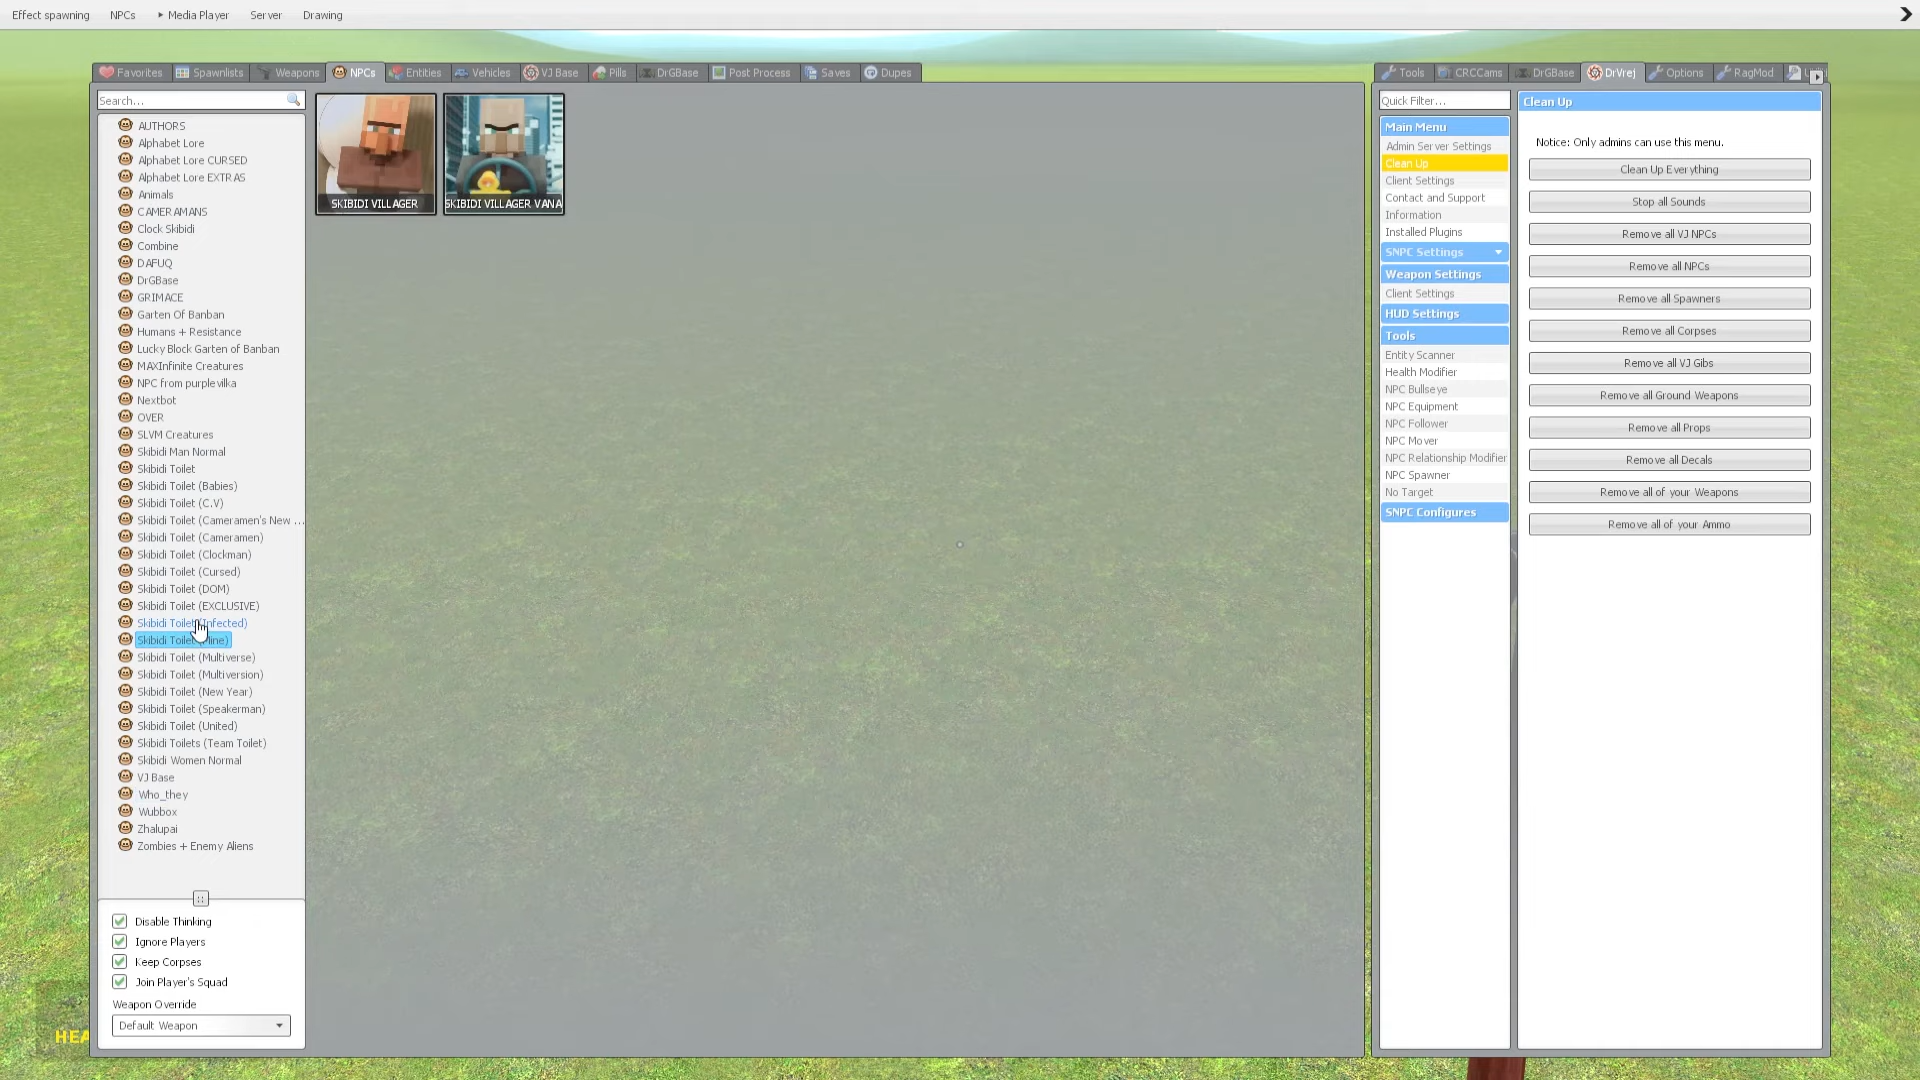 Effect spawning NPCs Media Player Server Drawing
Favorites Spawnlists Weapons NPCs Entities Vehicles VJ Base Pills DrGBase Post Process Saves Dupes
Search...
AUTHORS
Alphabet Lore
Alphabet Lore CURSED
Alphabet Lore EXTRAS
Animals
CAMERAMANS
Clock Skibidi
Combine
DAFUQ
DrGBase
GRIMACE
Garten Of Banban
Humans + Resistance
Lucky Block Garten of Banban
MAXInfinite Creatures
NPC from purplevilka
Nextbot
OVER
SLVM Creatures
Skibidi Man Normal
Skibidi Toilet
Skibidi Toilet (Babies)
Skibidi Toilet (C.V)
Skibidi Toilet (Cameramen's New ...
Skibidi Toilet (Cameramen)
Skibidi Toilet (Clockman)
Skibidi Toilet (Cursed)
Skibidi Toilet (DOM)
Skibidi Toilet (EXCLUSIVE)
Skibidi Toilet (Infected)
Skibidi Toilet
Skibidi Toilet (Multiverse)
Skibidi Toilet (Multiversion)
Skibidi Toilet (New Year)
Skibidi Toilet (Speakerman)
Skibidi Toilet (United)
Skibidi Toilets (Team Toilet)
Skibidi Women Normal
VJ Base
Who_they
Wubbox
Zhalupai
Zombies + Enemy Aliens
Disable Thinking
Ignore Players
Keep Corpses
Join Player's Squad
Weapon Override
Default Weapon
HEA
SKIBIDI VILLAGER
SKIBIDI VILLAGER VANA
Tools CRCCams DrGBase DrVrej Options RagMod
Quick Filter...
Main Menu
Admin Server Settings
Clean Up
Client Settings
Contact and Support
Information
Installed Plugins
SNPC Settings
Weapon Settings
Client Settings
HUD Settings
Tools
Entity Scanner
Health Modifier
NPC Bullseye
NPC Equipment
NPC Follower
NPC Mover
NPC Relationship Modifier
NPC Spawner
No Target
SNPC Configures
Clean Up
Notice: Only admins can use this menu.
Clean Up Everything
Stop all Sounds
Remove all VJ NPCs
Remove all NPCs
Remove all Spawners
Remove all Corpses
Remove all VJ Gibs
Remove all Ground Weapons
Remove all Props
Remove all Decals
Remove all of your Weapons
Remove all of your Ammo